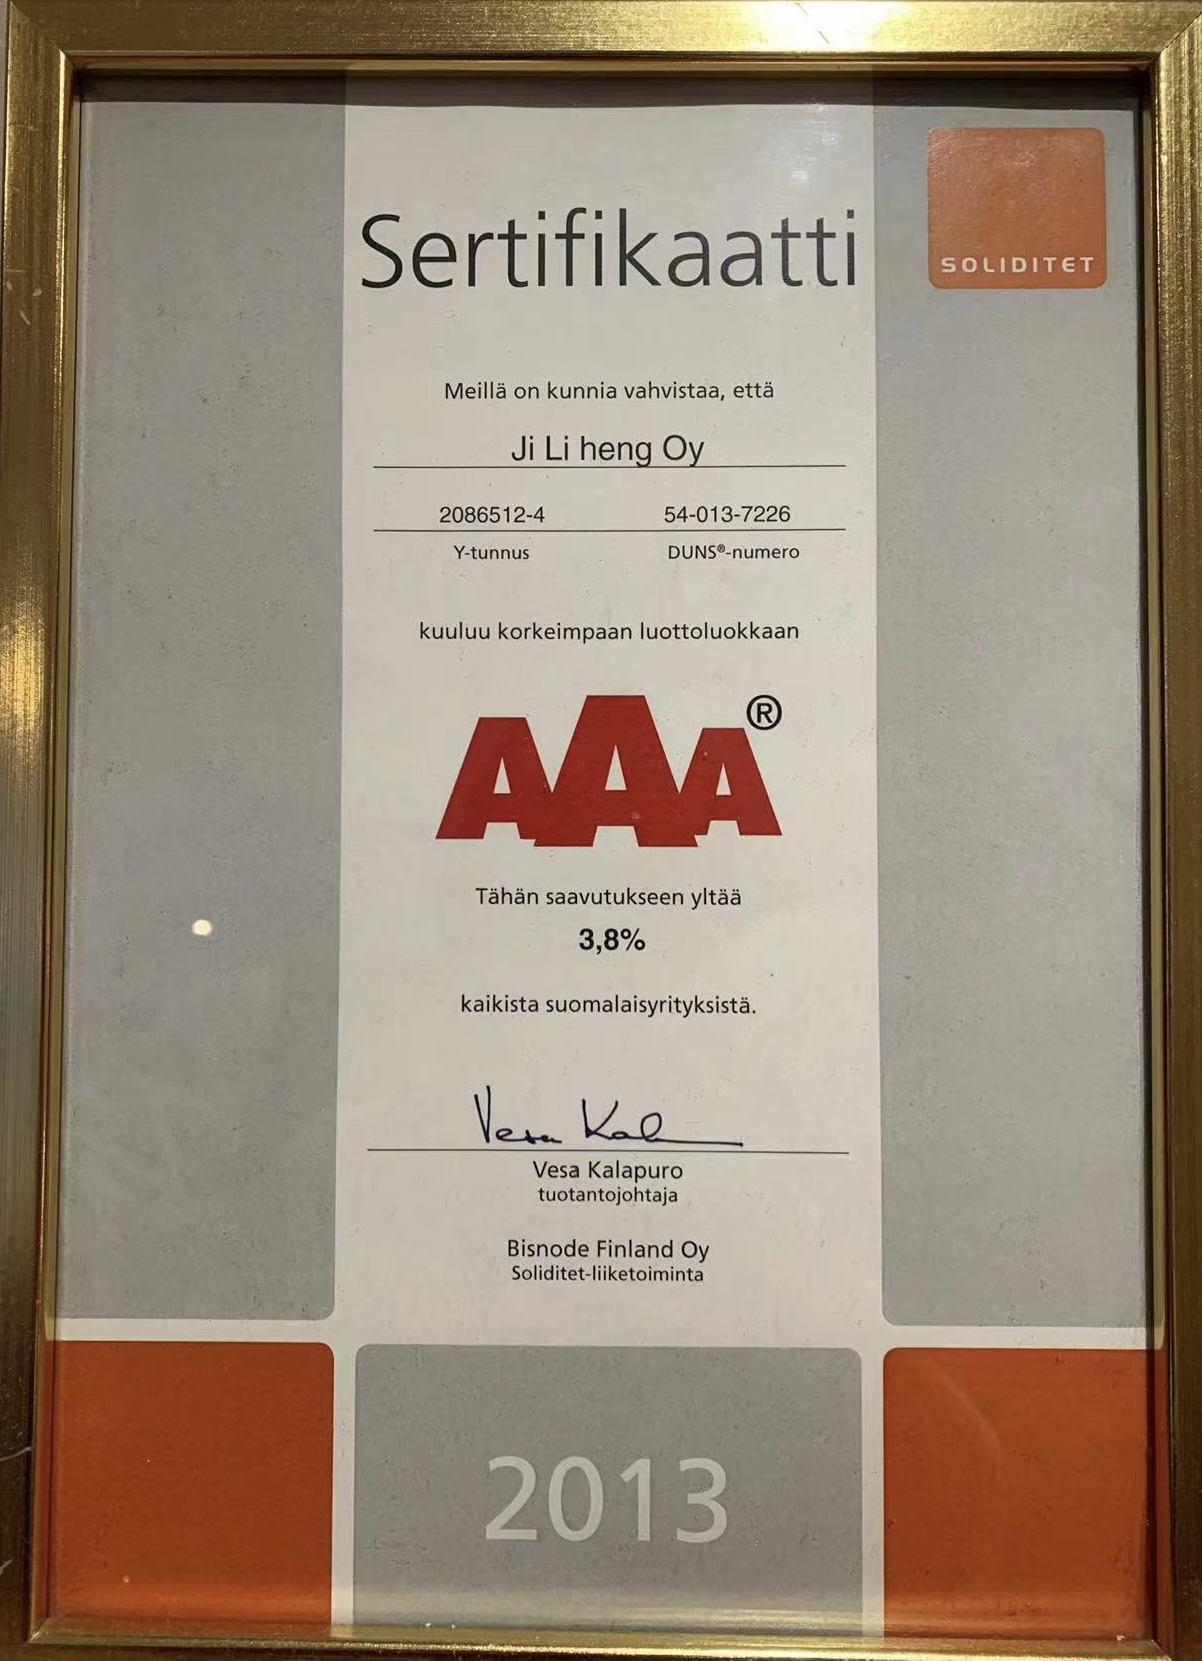 Sertifikaatti
SOLIDITET
Meillä on kunnia vahvistaa, että
Ji Li heng Oy
2086512-4 54-013-7226
Y-tunnus DUNS®-numero
kuuluu korkeimpaan luottoluokkaan
AAA®
Tähän saavutukseen yltää
3,8%
kaikista suomalaisyrityksistä.
Vesa Kal
Vesa Kalapuro
tuotantojohtaja
Bisnode Finland Oy
Soliditet-liiketoiminta
2013